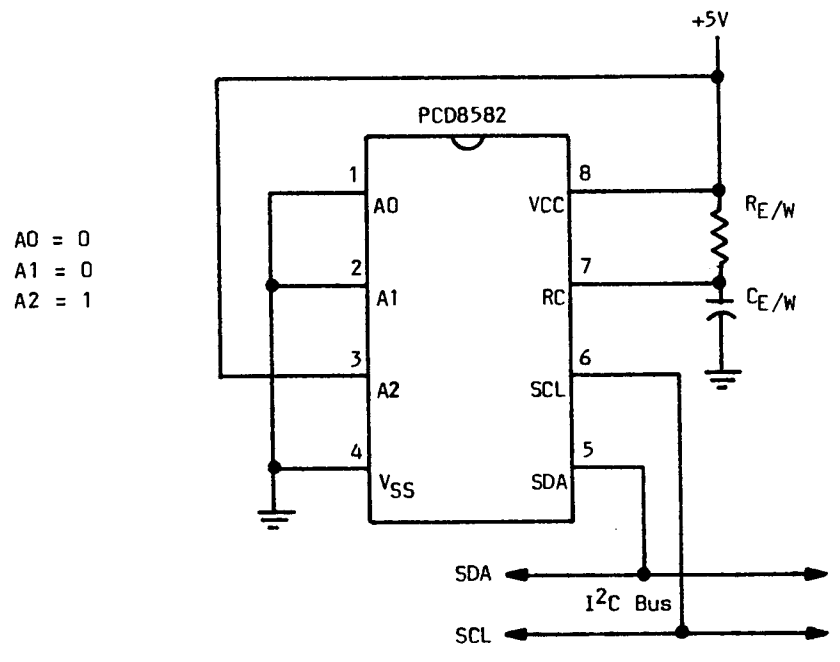 +5V
PCD8582
1
A0
8
VCC
R_E/W
A0 = 0
A1 = 0
A2 = 1
2
A1
7
RC
C_E/W
3
A2
6
SCL
4
V_SS
5
SDA
SDA
I²C Bus
SCL